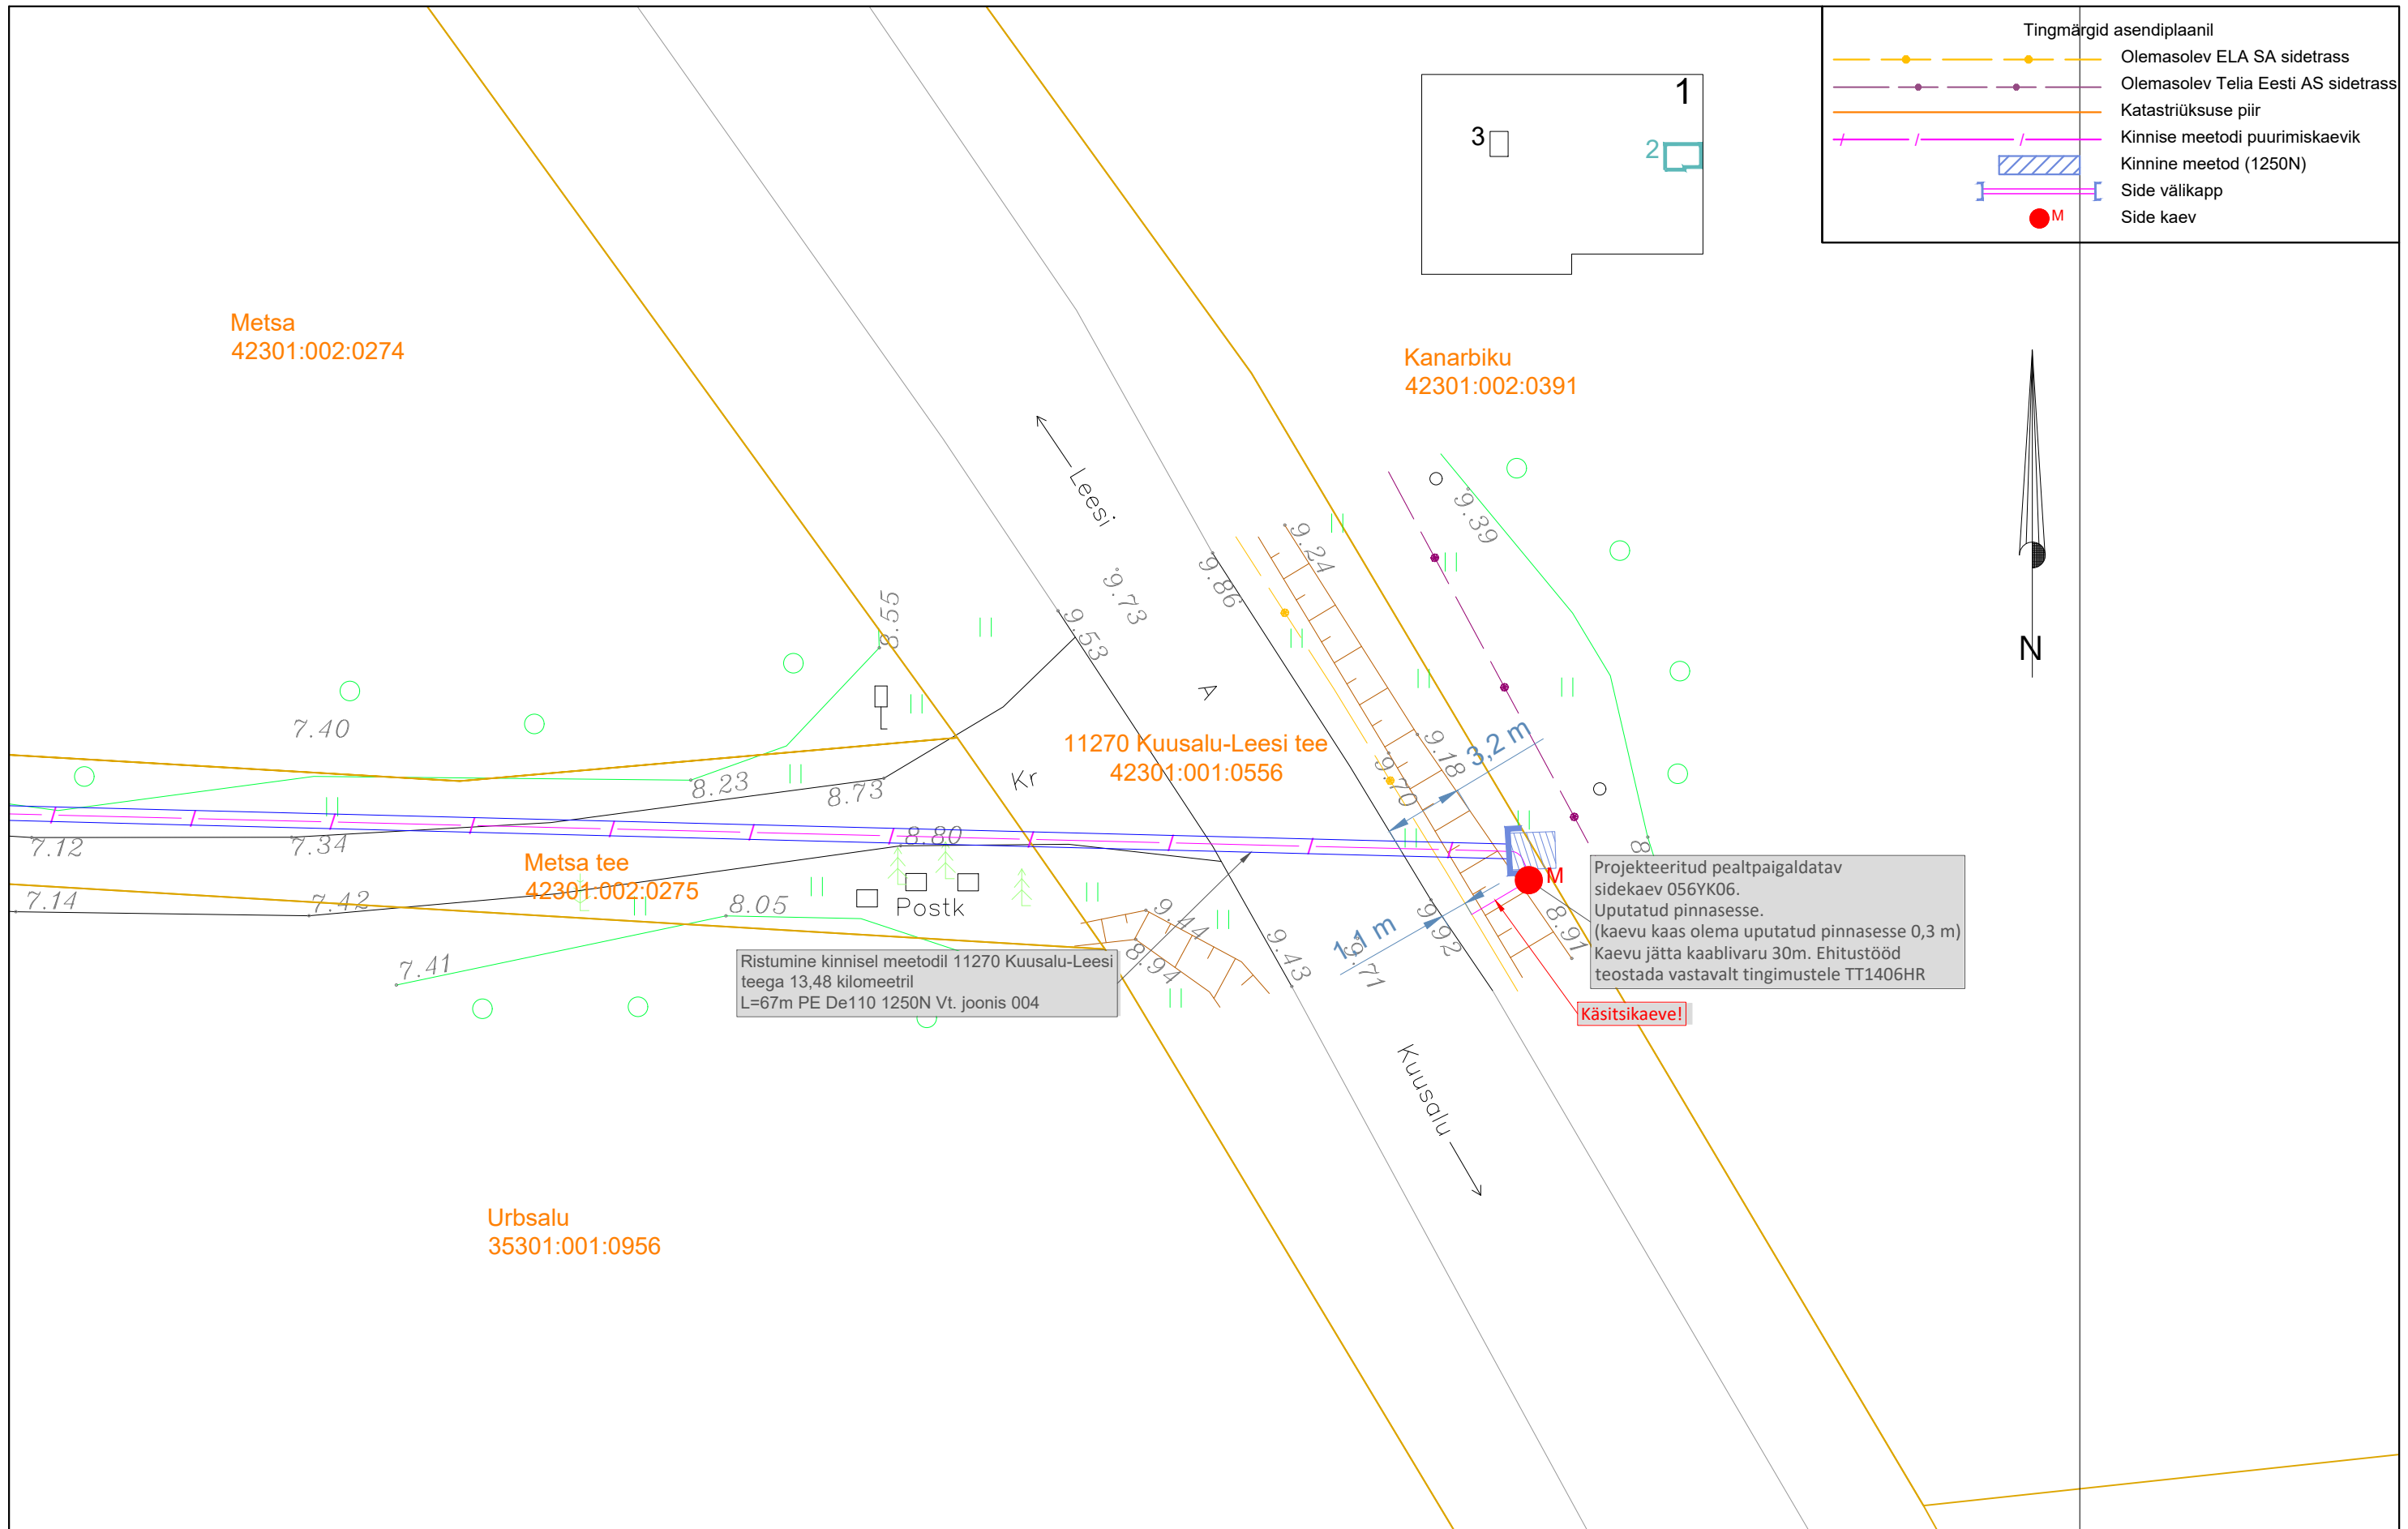 Tingmärgid asendiplaanil
Olemasolev ELA SA sidetrass
Olemasolev Telia Eesti AS sidetrass
Katastriüksuse piir
Kinnise meetodi puurimiskaevik
Kinnine meetod (1250N)
Side välikapp
M
Side kaev
1
3
2
Metsa
42301:002:0274
Kanarbiku
42301:002:0391
Leesi
9.39
9.24
9.86
9.73
9.53
8.55
N
A
7.40
11270 Kuusalu-Leesi tee
42301:001:0556
3,2 m
9.18
9.70
Kr
8.23
8.73
8.80
7.12
7.34
Metsa tee
42301:002:0275
7.14
7.42
8.05
Postk
7.41
9.44
8.94
9.43
9.71
1,1 m
9.92
8.91
8
M
Projekteeritud pealtpaigaldatav
sidekaev 056YK06.
Uputatud pinnasesse.
(kaevu kaas olema uputatud pinnasesse 0,3 m)
Kaevu jätta kaablivaru 30m. Ehitustööd
teostada vastavalt tingimustele TT1406HR
Käsitsikaeve!
Ristumine kinnisel meetodil 11270 Kuusalu-Leesi
teega 13,48 kilomeetril
L=67m PE De110 1250N Vt. joonis 004
Kuusalu
Urbsalu
35301:001:0956